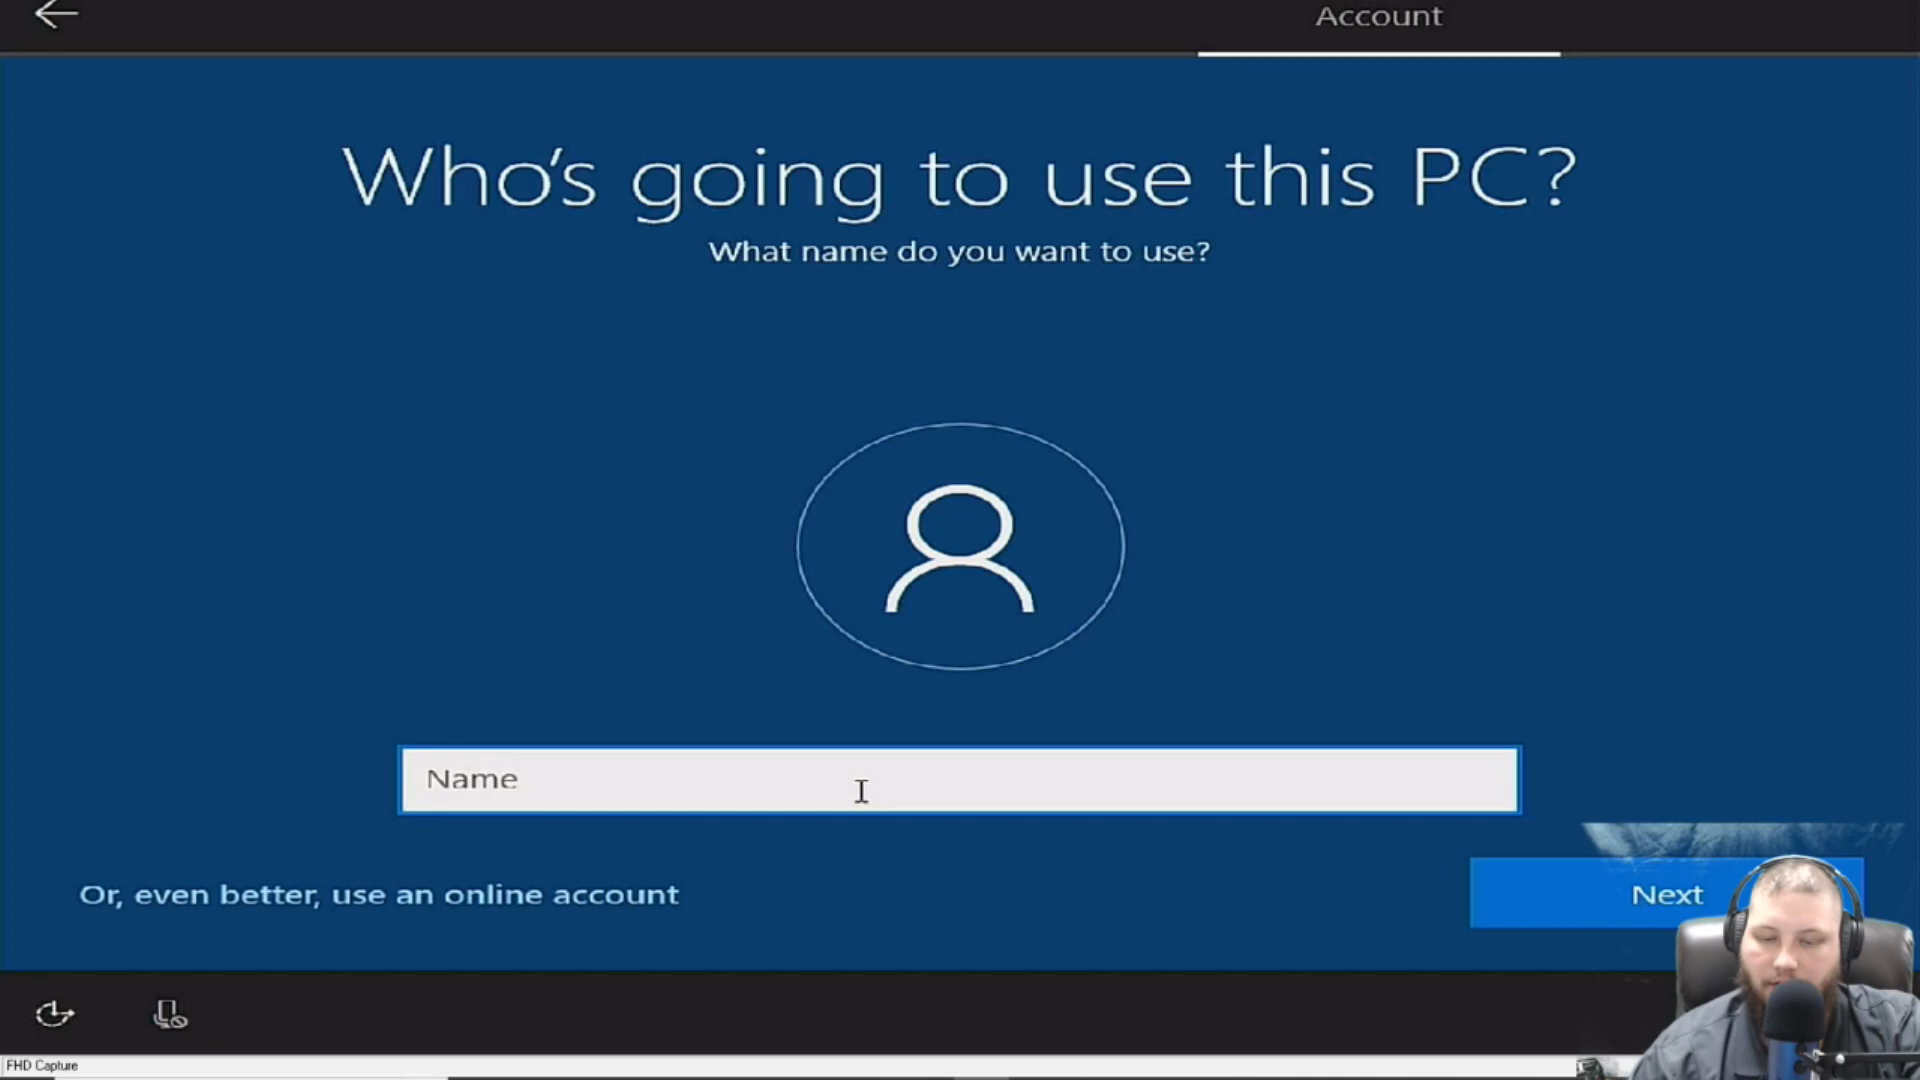 Account
Who's going to use this PC?
What name do you want to use?
Name
Or, even better, use an online account
Next
FHD Capture